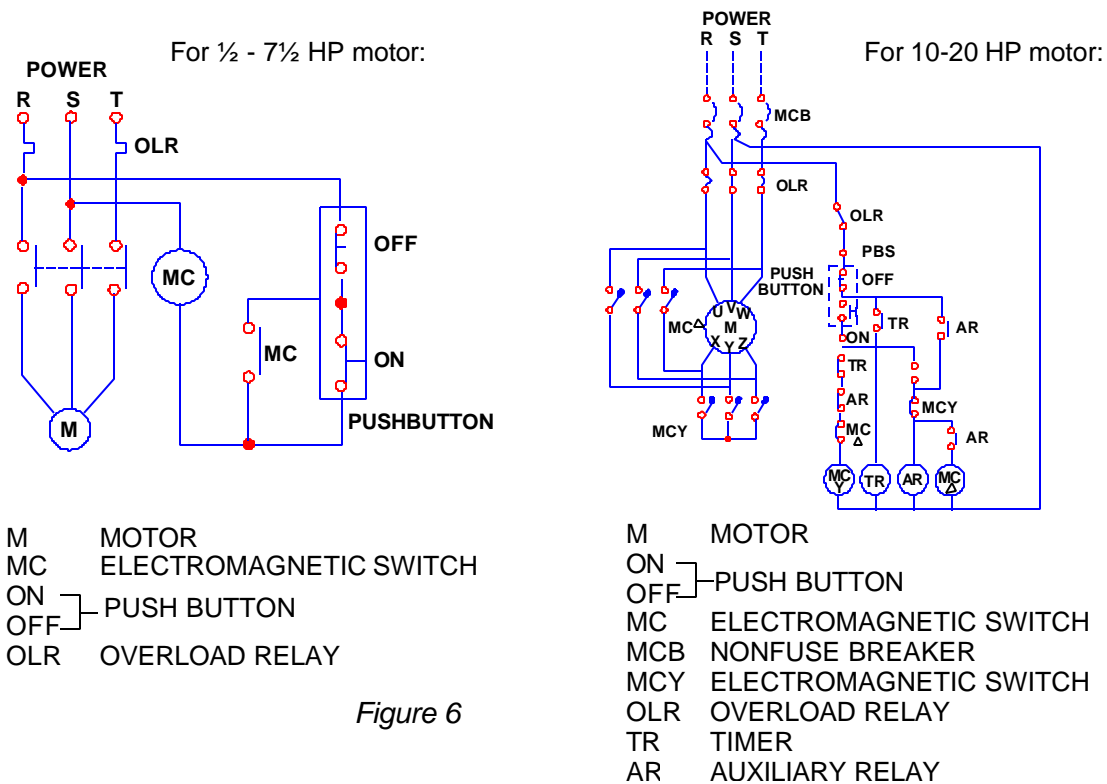 For ½ - 7½ HP motor:
POWER
R S T
OLR
OFF
MC
MC
ON
PUSHBUTTON
M
M MOTOR
MC ELECTROMAGNETIC SWITCH
ON
PUSH BUTTON
OFF
OLR OVERLOAD RELAY
Figure 6
POWER
R S T
For 10-20 HP motor:
MCB
OLR
OLR
PBS
PUSH
BUTTON
OFF
U V W
MC△
M
TR
AR
X Y Z
ON
TR
AR
MCY
MC
△
MCY
AR
MC
Y
TR
AR
MC
△
M MOTOR
ON
PUSH BUTTON
OFF
MC ELECTROMAGNETIC SWITCH
MCB NONFUSE BREAKER
MCY ELECTROMAGNETIC SWITCH
OLR OVERLOAD RELAY
TR TIMER
AR AUXILIARY RELAY